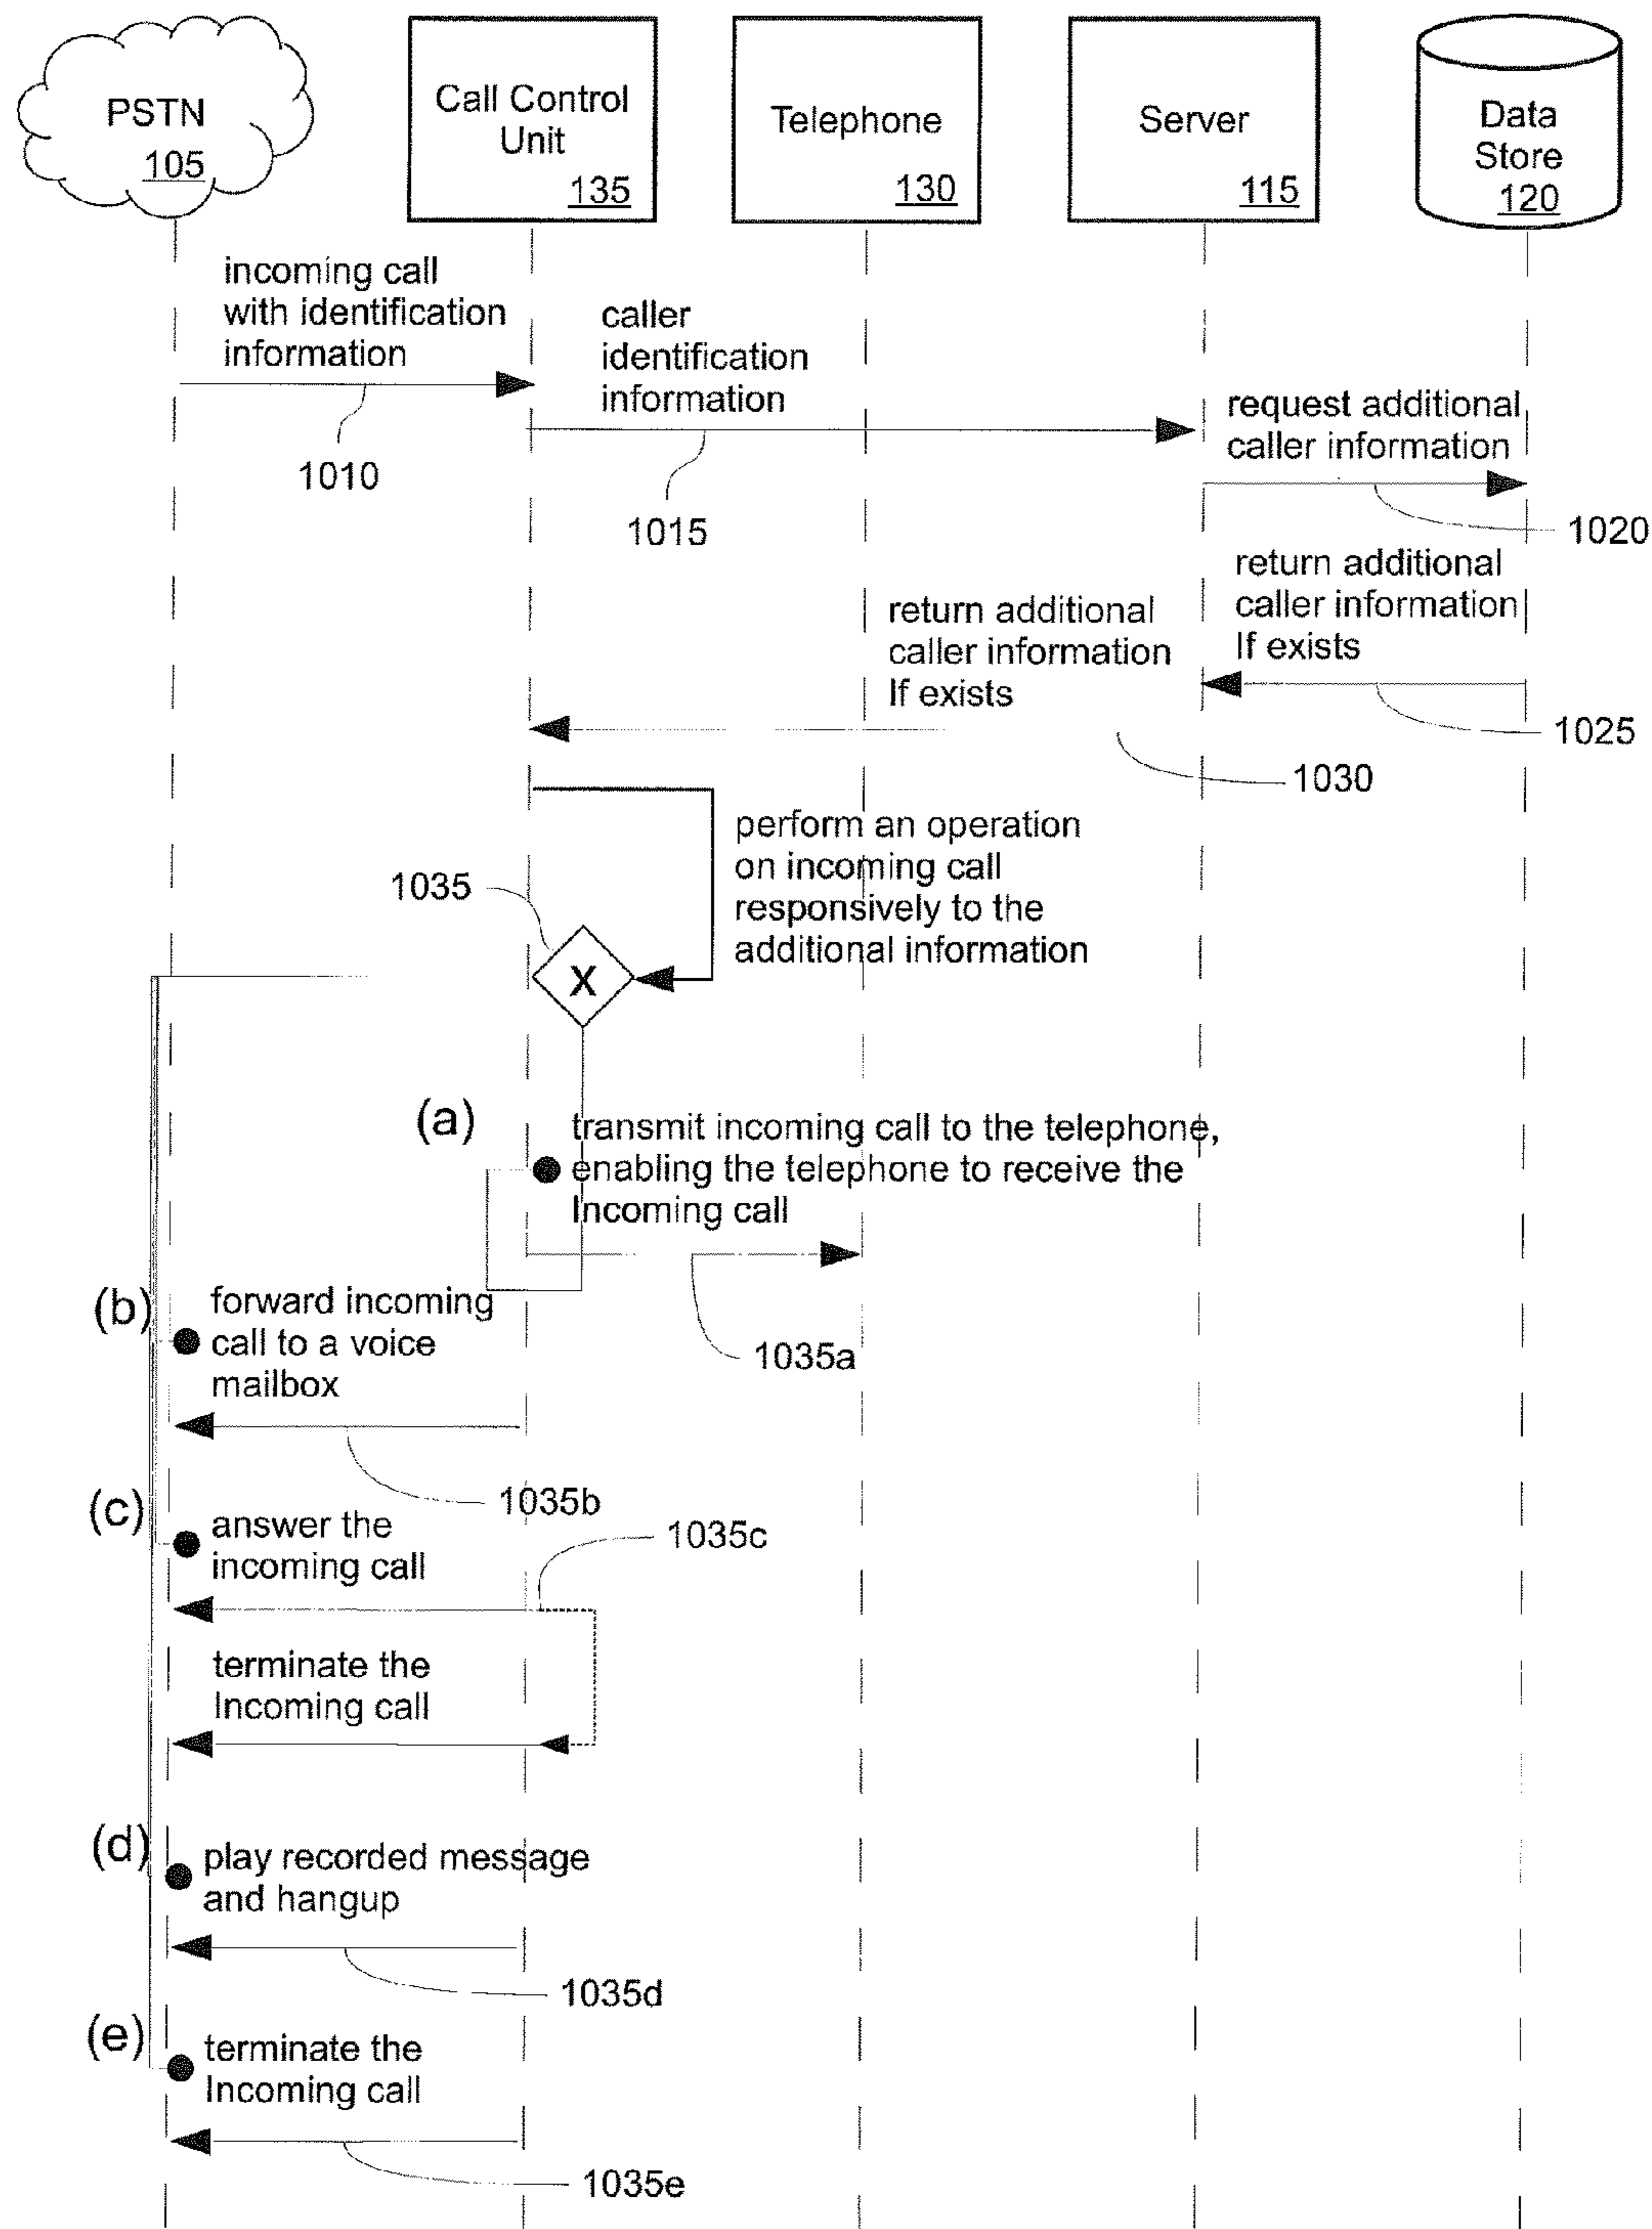 PSTN
105
Call Control
Unit
135
Telephone
130
Server
115
Data
Store
120
incoming call
with identification
information
1010
caller
identification
information
1015
request additional
caller information
1020
return additional
caller information
If exists
1025
return additional
caller information
If exists
1030
perform an operation
on incoming call
responsively to the
additional information
1035
X
(a)
transmit incoming call to the telephone,
enabling the telephone to receive the
Incoming call
1035a
(b)
forward incoming
call to a voice
mailbox
1035b
(c)
answer the
incoming call
1035c
terminate the
Incoming call
(d)
play recorded message
and hangup
1035d
(e)
terminate the
Incoming call
1035e